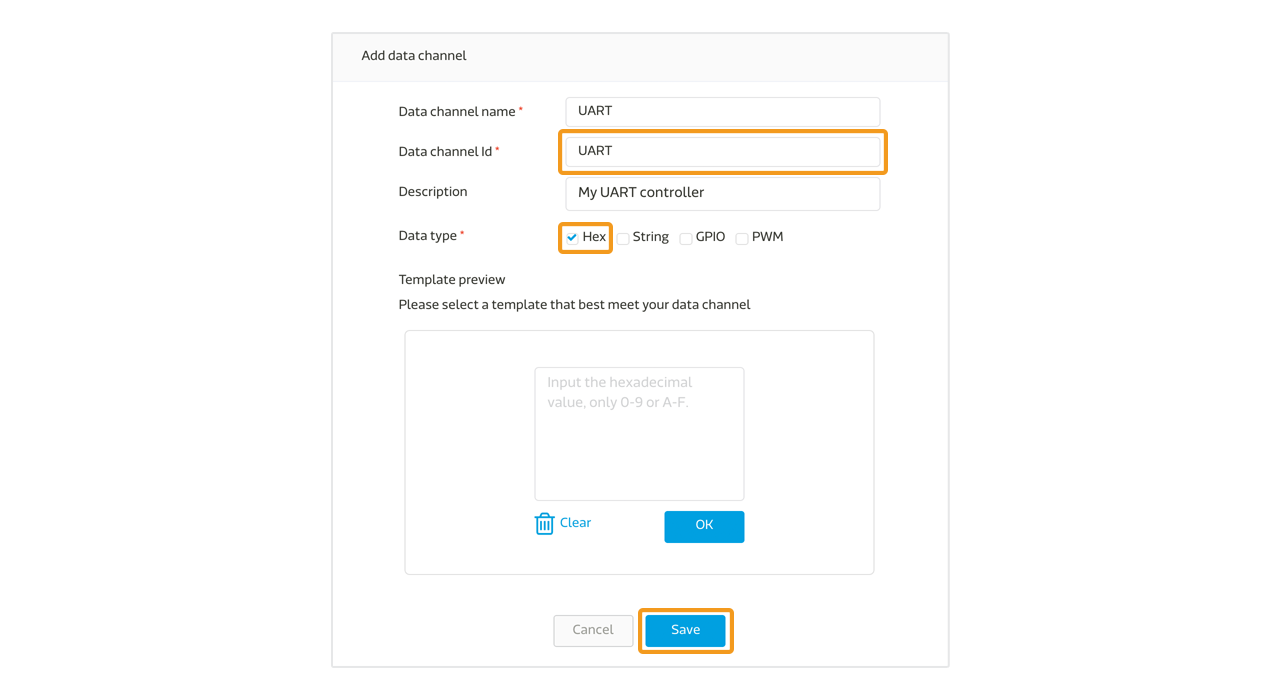 Add data channel
Data channel name * UART
Data channel Id * UART
Description My UART controller
Data type * Hex String GPIO PWM
Template preview
Please select a template that best meet your data channel
Input the hexadecimal
value, only 0-9 or A-F.
Clear OK
Cancel Save